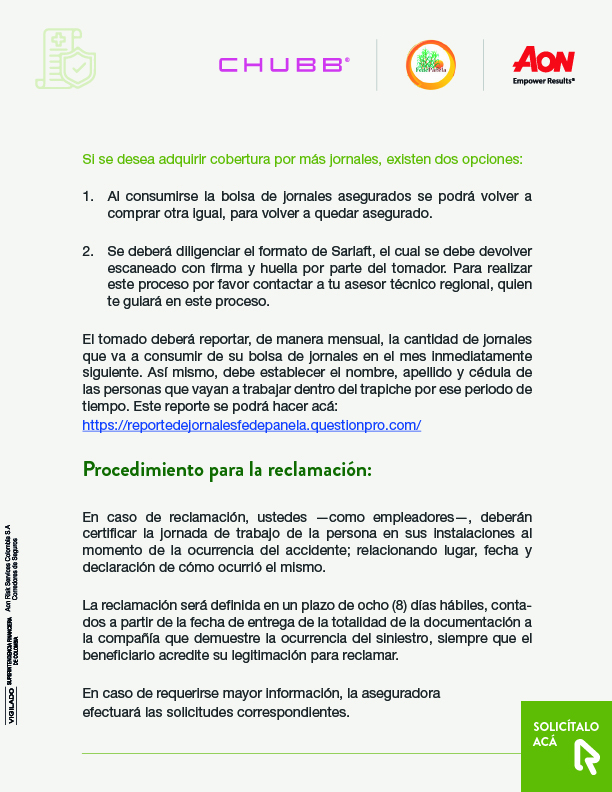 CHUBB®
FedePanela
AON
Empower Results®
Si se desea adquirir cobertura por más jornales, existen dos opciones:
1. Al consumirse la bolsa de jornales asegurados se podrá volver a
comprar otra igual, para volver a quedar asegurado.
2. Se deberá diligenciar el formato de Sarlaft, el cual se debe devolver
escaneado con firma y huella por parte del tomador. Para realizar
este proceso por favor contactar a tu asesor técnico regional, quien
te guiará en este proceso.
El tomado deberá reportar, de manera mensual, la cantidad de jornales
que va a consumir de su bolsa de jornales en el mes inmediatamente
siguiente. Así mismo, debe establecer el nombre, apellido y cédula de
las personas que vayan a trabajar dentro del trapiche por ese periodo de
tiempo. Este reporte se podrá hacer acá:
https://reportedejornalesfedepanela.questionpro.com/
Procedimiento para la reclamación:
En caso de reclamación, ustedes —como empleadores—, deberán
certificar la jornada de trabajo de la persona en sus instalaciones al
momento de la ocurrencia del accidente; relacionando lugar, fecha y
declaración de cómo ocurrió el mismo.
La reclamación será definida en un plazo de ocho (8) días hábiles, conta-
dos a partir de la fecha de entrega de la totalidad de la documentación a
la compañía que demuestre la ocurrencia del siniestro, siempre que el
beneficiario acredite su legitimación para reclamar.
En caso de requerirse mayor información, la aseguradora
efectuará las solicitudes correspondientes.
SOLICÍTALO
ACÁ
VIGILADO SUPERINTENDENCIA FINANCIERA
DE COLOMBIA
Aon Risk Services Colombia S.A
Corredores de Seguros